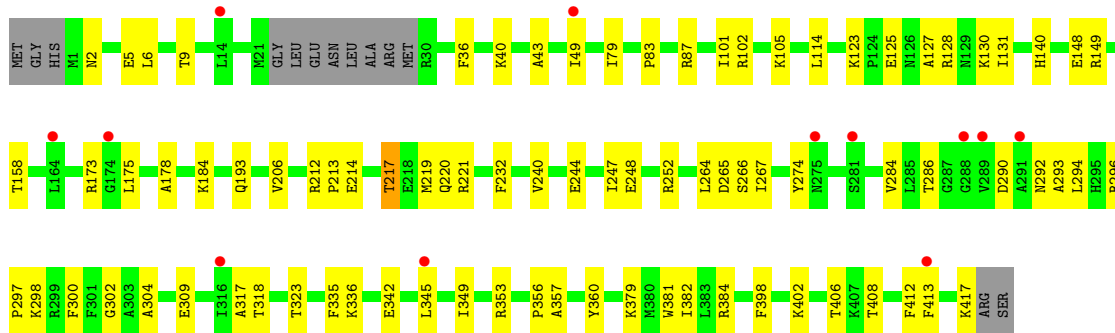 MET GLY HIS M1 N2 E5 L6 T9 L14 M21 GLY LEU GLU ASN LEU ALA ARG MET R30 F36 K40 A43 I49 I79 P83 R87 I101 R102 K105 L114 K123 P124 E125 N126 A127 R128 N129 K130 I131 H140 E148 R149
T158 L164 R173 G174 L175 A178 K184 Q193 V206 R212 P213 E214 T217 E218 M219 Q220 R221 F232 V240 E244 I247 E248 R252 L264 D265 S266 I267 Y274 N275 S281 V284 L285 T286 G287 G288 V289 D290 A291 N292 A293 L294 H295
P297 K298 R299 F300 F301 G302 A303 A304 E309 I316 A317 T318 T323 F335 K336 E342 L345 I349 R353 P356 A357 Y360 K379 M380 W381 I382 L383 R384 F398 K402 T406 K407 T408 F412 F413 K417 ARG SER